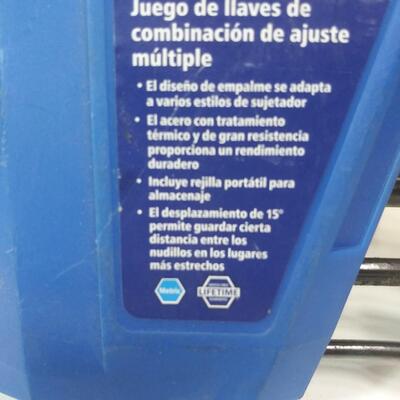 Juego de llaves de
combinación de ajuste
múltiple
• El diseño de empalme se adapta
a varios estilos de sujetador
• El acero con tratamiento
térmico y de gran resistencia
proporciona un rendimiento
duradero
• Incluye rejilla portátil para
almacenaje
• El desplazamiento de 15°
permite guardar cierta
distancia entre los
nudillos en los lugares
más estrechos
Metric
LIFETIME